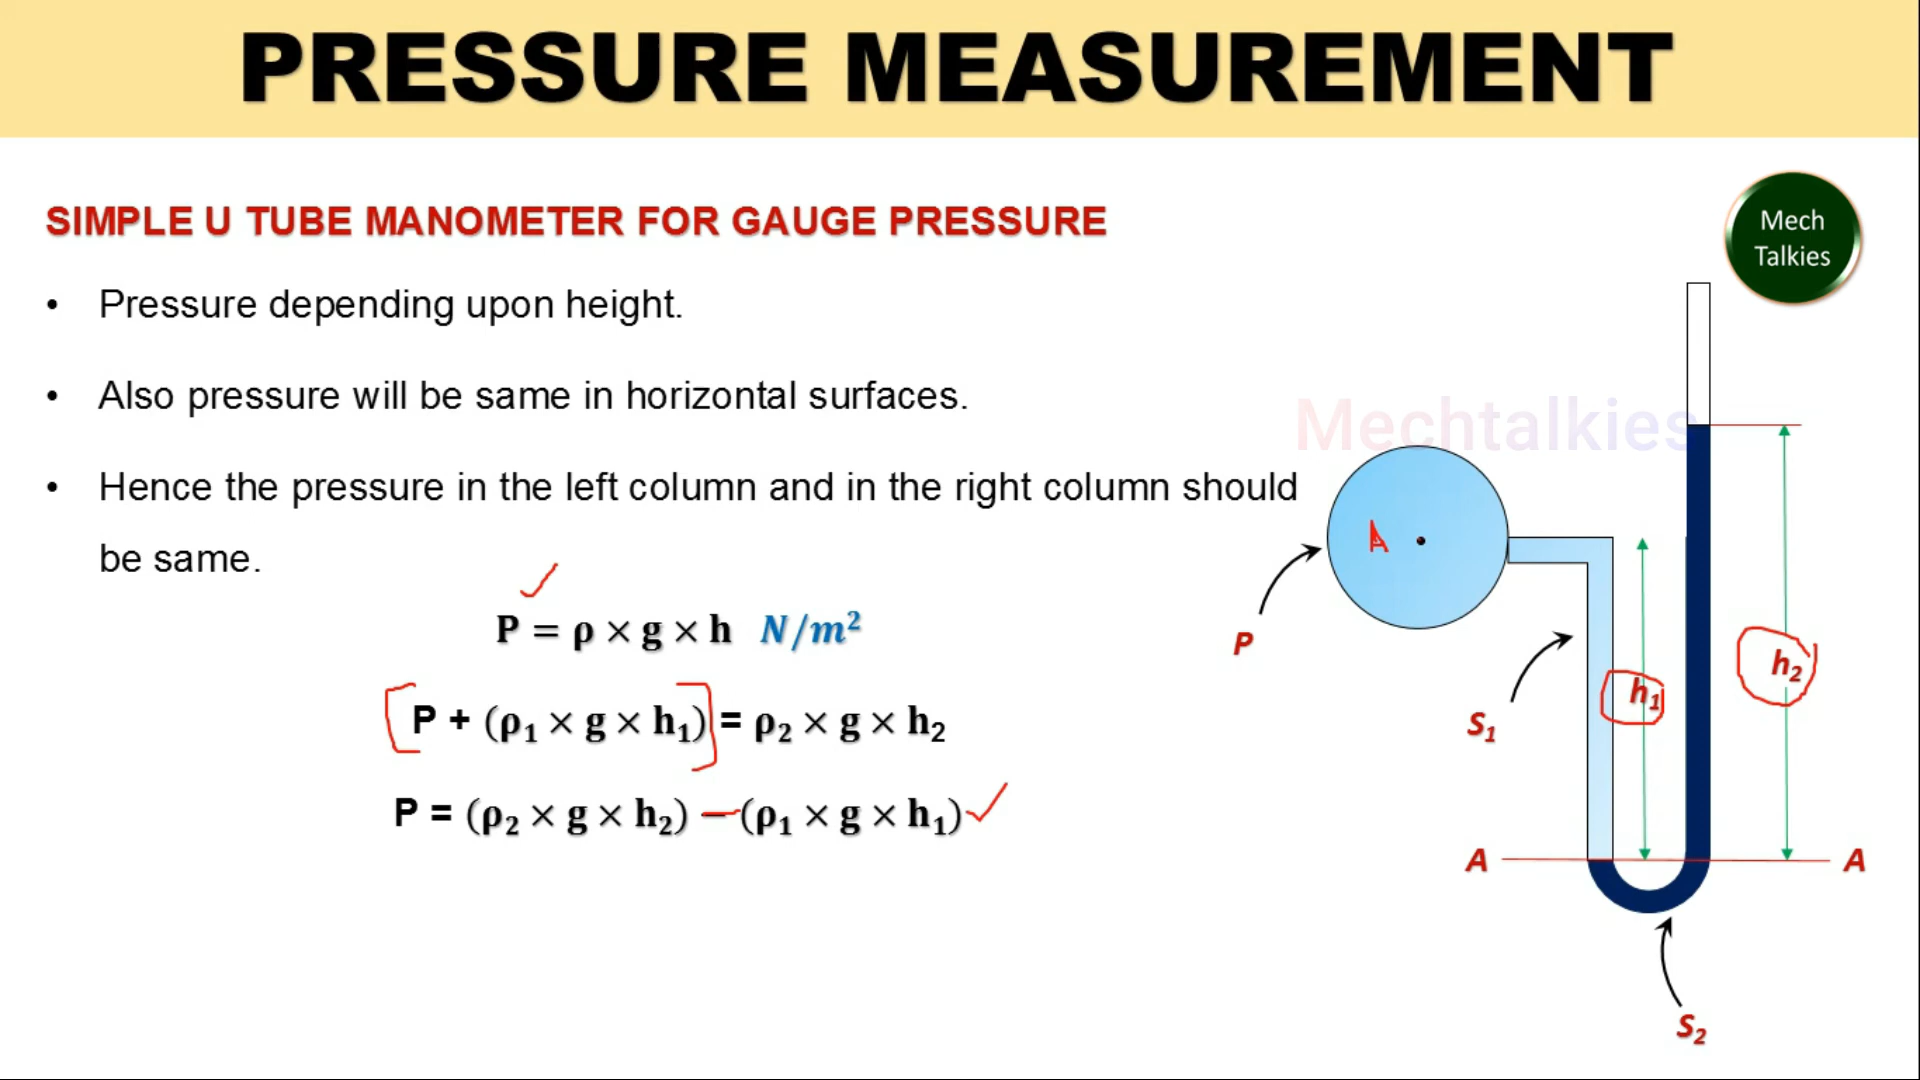 PRESSURE MEASUREMENT
SIMPLE U TUBE MANOMETER FOR GAUGE PRESSURE
Mech
Talkies
• Pressure depending upon height.
• Also pressure will be same in horizontal surfaces.
Mechtalkies
• Hence the pressure in the left column and in the right column should
be same.
P = ρ × g × h N/m²
P + (ρ₁ × g × h₁) = ρ₂ × g × h₂
P = (ρ₂ × g × h₂) − (ρ₁ × g × h₁)
A
P
S₁
h₁
h₂
A
A
S₂